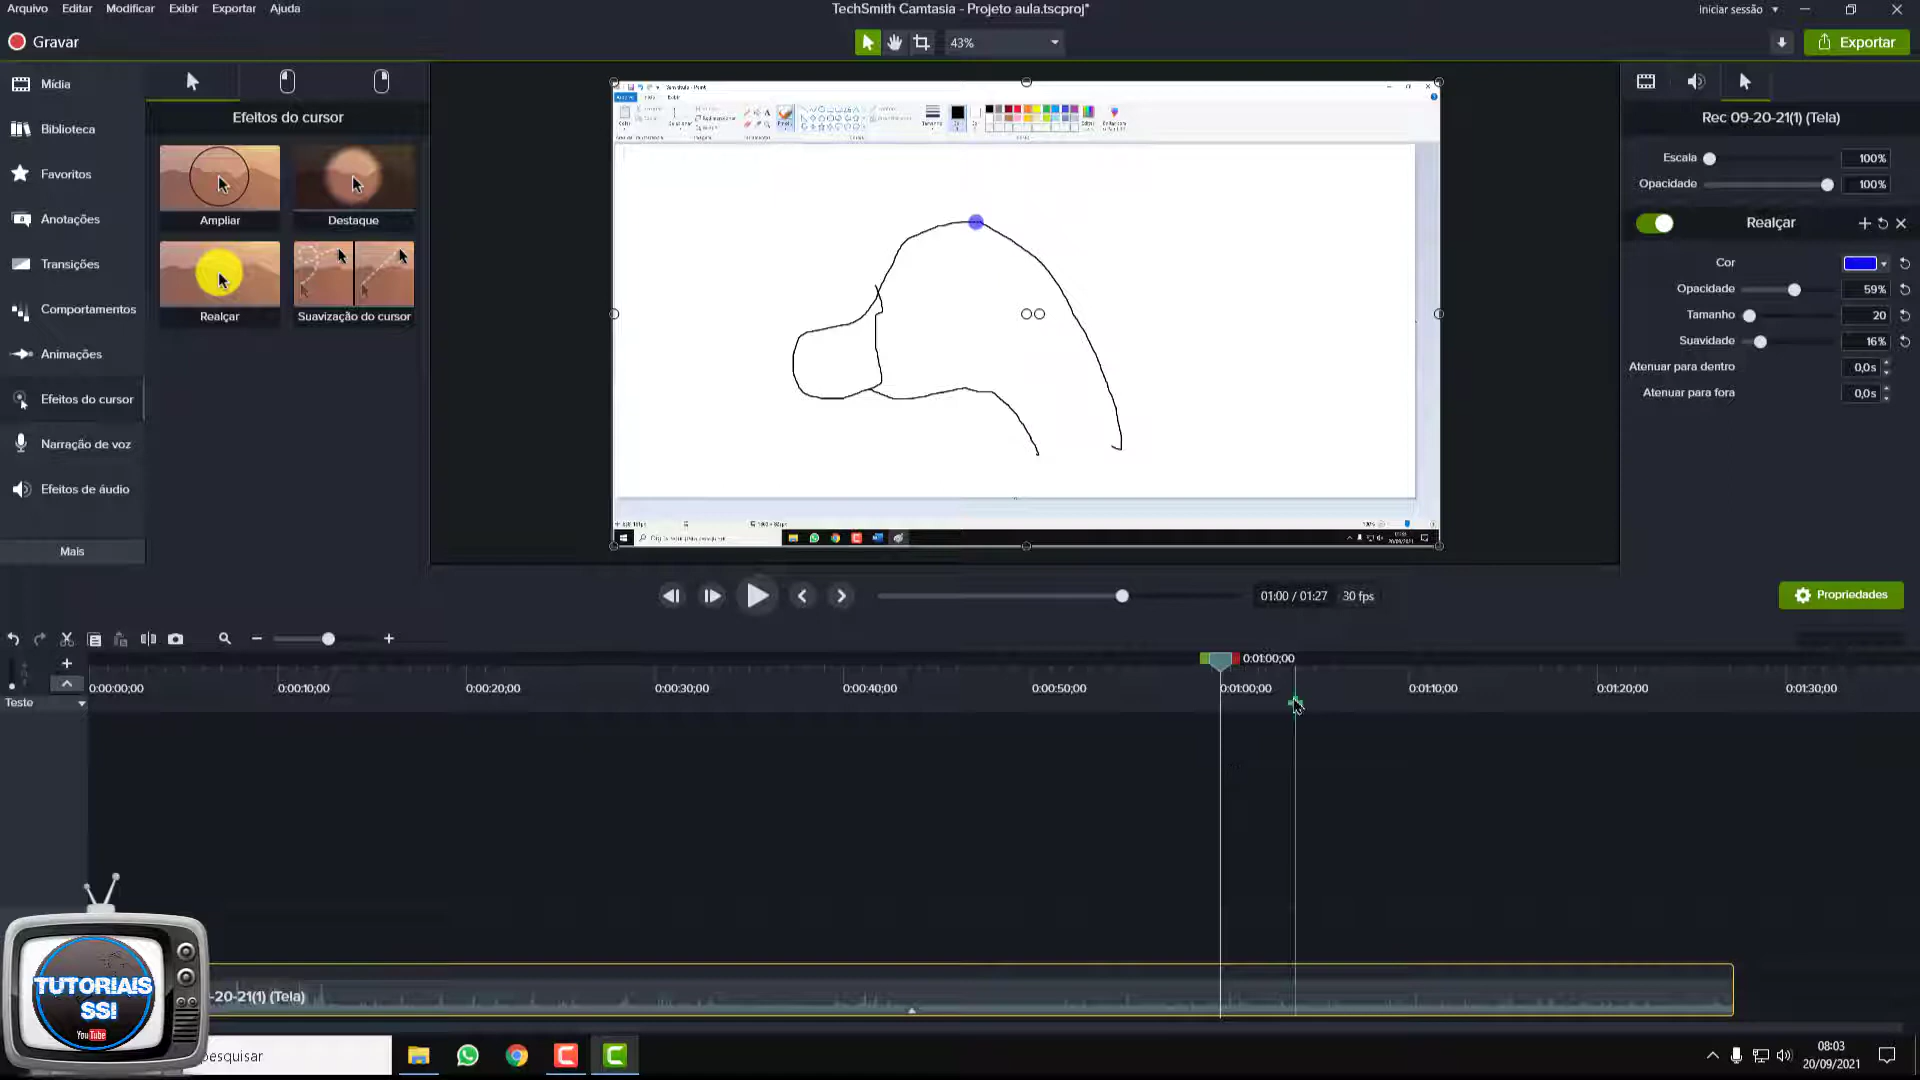 Arquivo Editar Modificar Exibir Exportar Ajuda
TechSmith Camtasia - Projeto aula.tscproj*
Iniciar sessão
Gravar
43%
Exportar
Mídia
Biblioteca
Favoritos
Anotações
Transições
Comportamentos
Animações
Efeitos do cursor
Narração de voz
Efeitos de áudio
Mais
Efeitos do cursor
Ampliar Destaque
Realçar Suavização do cursor
Rec 09-20-21(1) (Tela)
Escala 100%
Opacidade 100%
Realçar
Cor
Opacidade 59%
Tamanho 20
Suavidade 16%
Atenuar para dentro 0,0s
Atenuar para fora 0,0s
01:00 / 01:27 30 fps
Propriedades
0:01:00;00
0:00:00;00 0:00:10;00 0:00:20;00 0:00:30;00 0:00:40;00 0:00:50;00 0:01:00;00 0:01:10;00 0:01:20;00 0:01:30;00
Teste
-20-21(1) (Tela)
TUTORIAIS
SS!
YouTube
pesquisar
08:03
20/09/2021